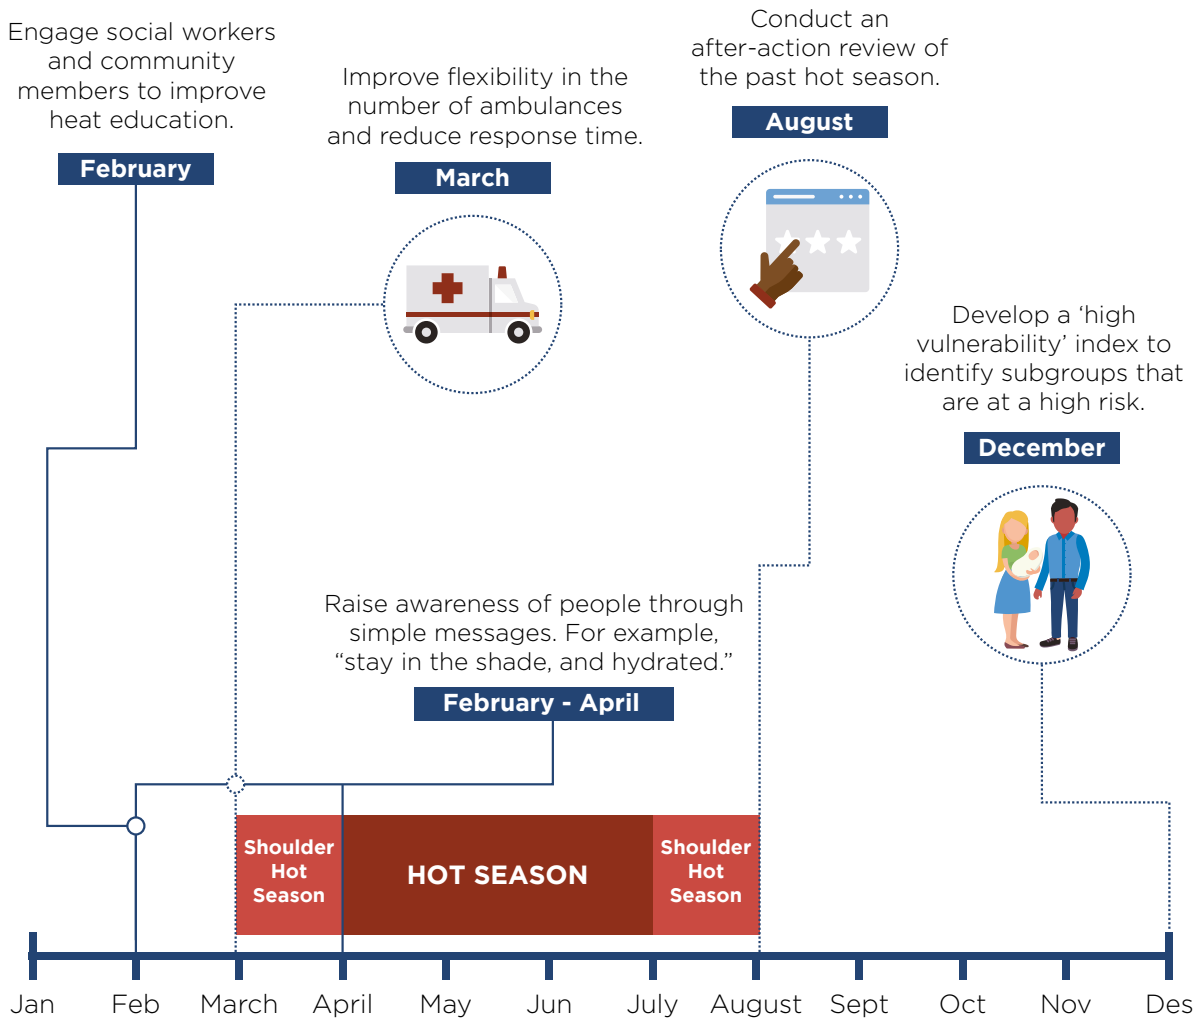 Engage social workers
and community
members to improve
heat education.
February
Improve flexibility in the
number of ambulances
and reduce response time.
March
Conduct an
after-action review of
the past hot season.
August
Develop a ‘high
vulnerability’ index to
identify subgroups that
are at a high risk.
December
Raise awareness of people through
simple messages. For example,
“stay in the shade, and hydrated.”
February - April
Shoulder
Hot
Season
HOT SEASON
Shoulder
Hot
Season
Jan Feb March April May Jun July August Sept Oct Nov Des